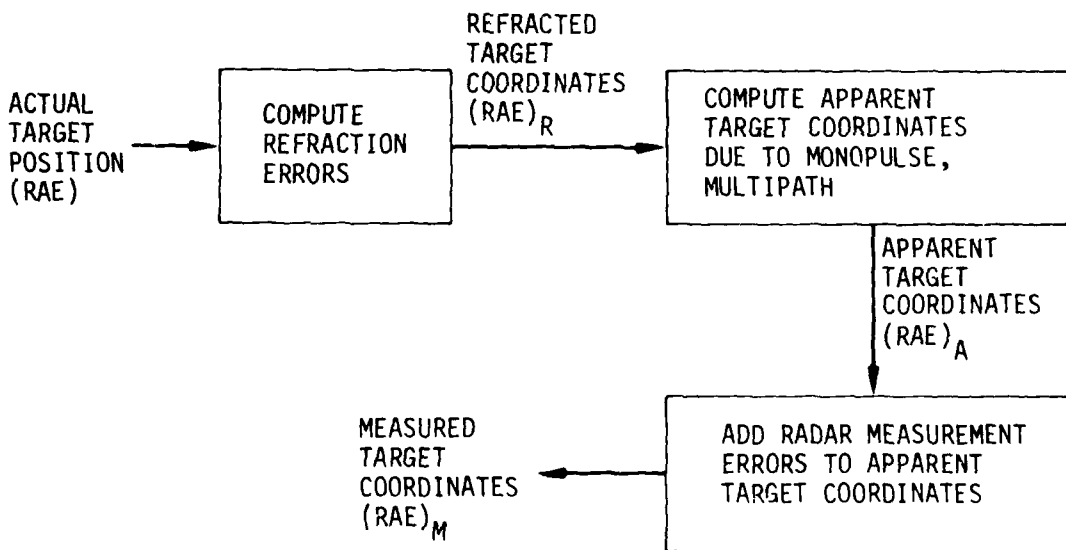 ACTUAL
TARGET
POSITION
(RAE)
COMPUTE
REFRACTION
ERRORS
REFRACTED
TARGET
COORDINATES
(RAE)R
COMPUTE APPARENT
TARGET COORDINATES
DUE TO MONOPULSE,
MULTIPATH
APPARENT
TARGET
COORDINATES
(RAE)A
ADD RADAR MEASUREMENT
ERRORS TO APPARENT
TARGET COORDINATES
MEASURED
TARGET
COORDINATES
(RAE)M